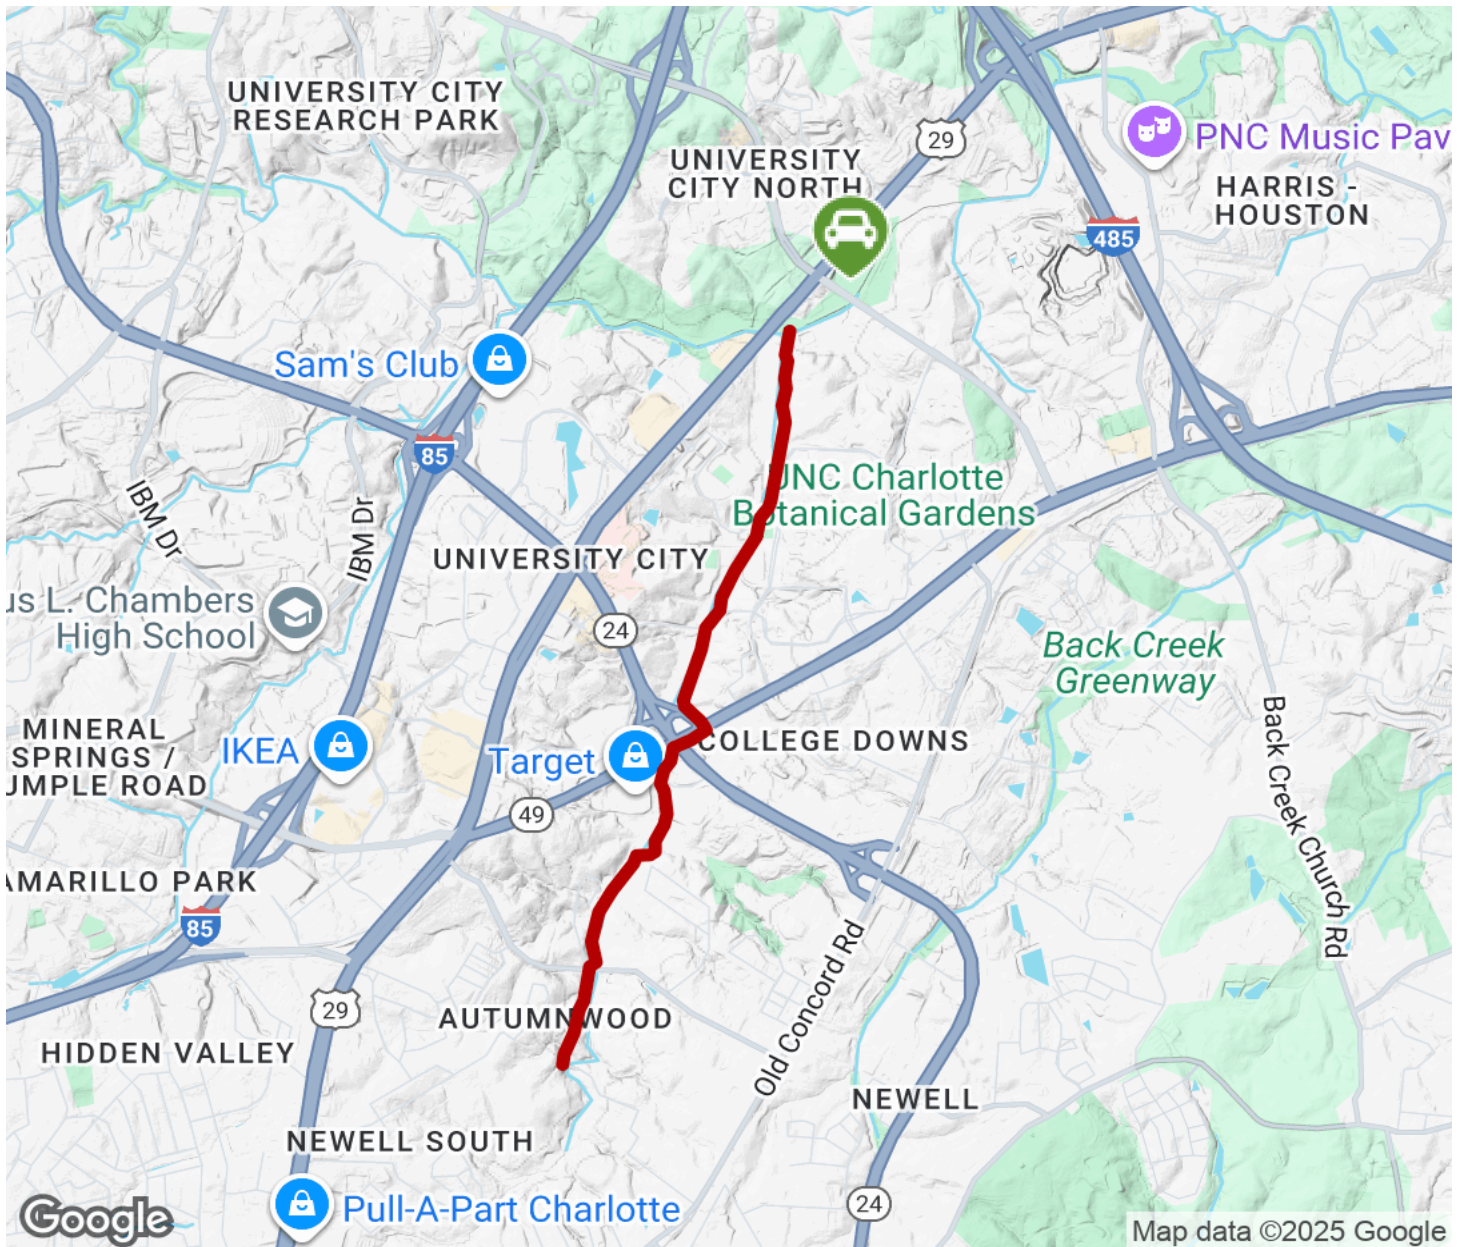 UNIVERSITY CITY
RESEARCH PARK
UNIVERSITY
CITY NORTH
29
PNC Music Pav
HARRIS -
HOUSTON
485
Sam's Club
85
IBM Dr
IBM Dr
UNC Charlotte
Botanical Gardens
UNIVERSITY CITY
us L. Chambers
High School
24
Back Creek
Greenway
MINERAL
SPRINGS /
UMPLE ROAD
IKEA
Target
COLLEGE DOWNS
49
Back Creek Church Rd
AMARILLO PARK
85
Old Concord Rd
29
AUTUMNWOOD
HIDDEN VALLEY
NEWELL
NEWELL SOUTH
Pull-A-Part Charlotte
24
Google
Map data ©2025 Google